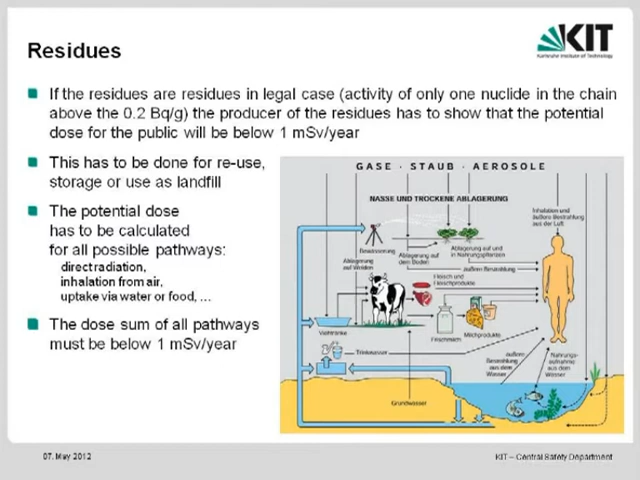 Residues
KIT
Karlsruhe Institute of Technology
If the residues are residues in legal case (activity of only one nuclide in the chain
above the 0.2 Bq/g) the producer of the residues has to show that the potential
dose for the public will be below 1 mSv/year
This has to be done for re-use,
storage or use as landfill
The potential dose
has to be calculated
for all possible pathways:
direct radiation,
inhalation from air,
uptake via water or food, ...
The dose sum of all pathways
must be below 1 mSv/year
GASE · STAUB · AEROSOLE
NASSE UND TROCKENE ABLAGERUNG
Inhalation und
äußere Bestrahlung
aus der Luft
Bewässerung
Ablagerung auf
dem Boden
Ablagerung auf und
in Nahrungspflanzen
Ablagerung
auf Weiden
äußere Bestrahlung
Fleisch und
Fleischprodukte
Viehtränke
Frischmilch
Milchprodukte
Trinkwasser
äußere
Bestrahlung
aus dem
Wasser
Nahrungs-
aufnahme
aus dem
Wasser
Grundwasser
07. May 2012
KIT – Central Safety Department